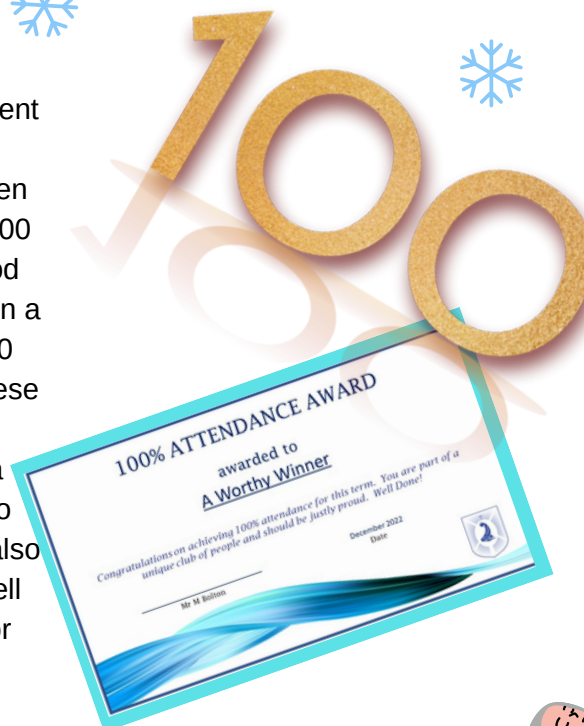 100
ent
en
00
od
n a
0
ese
a
o
also
ell
or
100% ATTENDANCE AWARD
awarded to
A Worthy Winner
Congratulations on achieving 100% attendance for this term. You are part of a
unique club of people and should be justly proud. Well Done!
Mr M Bolton
December 2022
Date